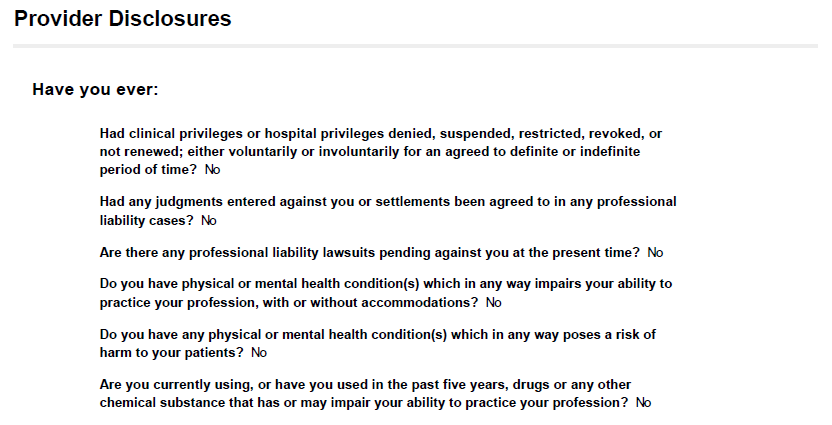 Provider Disclosures
Have you ever:
Had clinical privileges or hospital privileges denied, suspended, restricted, revoked, or
not renewed; either voluntarily or involuntarily for an agreed to definite or indefinite
period of time? No
Had any judgments entered against you or settlements been agreed to in any professional
liability cases? No
Are there any professional liability lawsuits pending against you at the present time? No
Do you have physical or mental health condition(s) which in any way impairs your ability to
practice your profession, with or without accommodations? No
Do you have any physical or mental health condition(s) which in any way poses a risk of
harm to your patients? No
Are you currently using, or have you used in the past five years, drugs or any other
chemical substance that has or may impair your ability to practice your profession? No